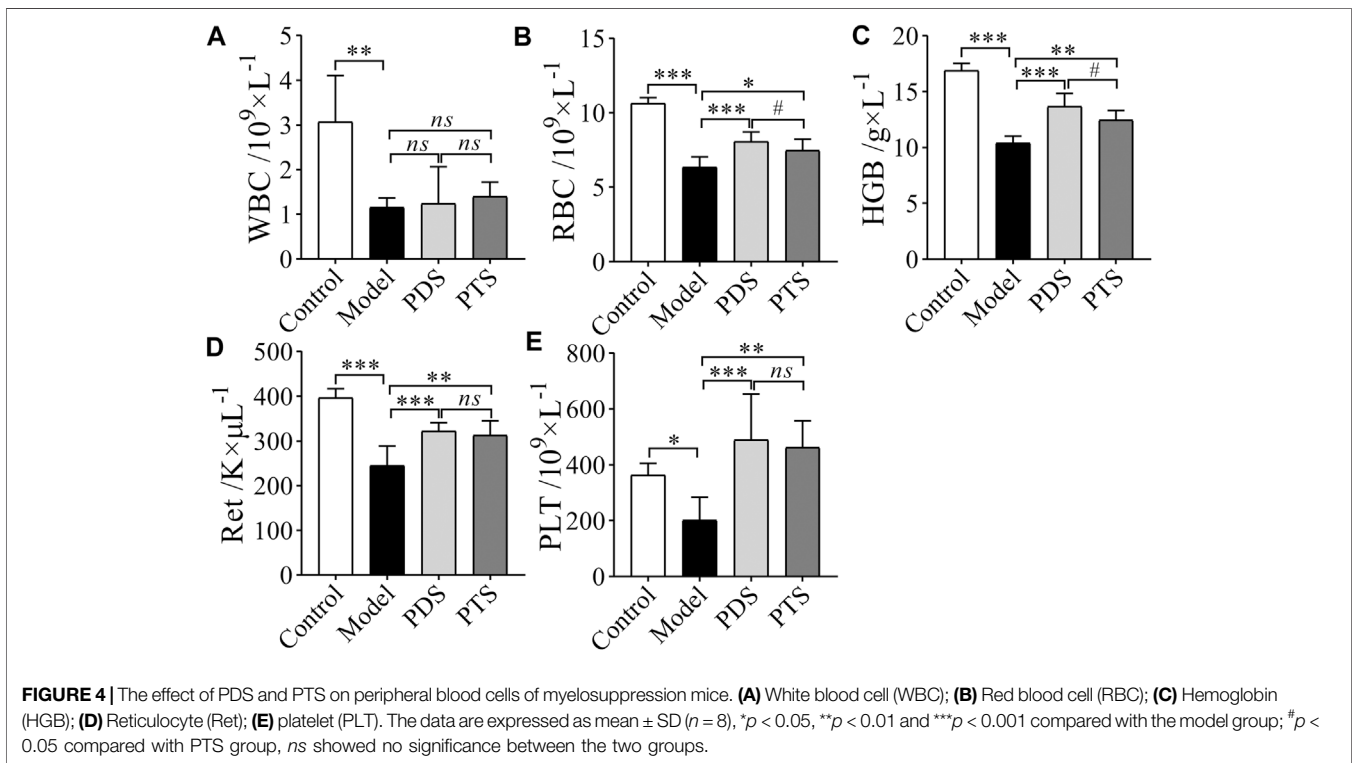 A
WBC /10⁹×L⁻¹
5
4
3
2
1
0
**
ns
ns
ns
Control
Model
PDS
PTS
B
RBC /10⁹×L⁻¹
15
10
5
0
***
*
***
#
Control
Model
PDS
PTS
C
HGB /g×L⁻¹
20
15
10
5
0
***
**
***
#
Control
Model
PDS
PTS
D
Ret /K×μL⁻¹
500
400
300
200
100
0
***
**
***
ns
Control
Model
PDS
PTS
E
PLT /10⁹×L⁻¹
800
600
400
200
0
*
**
***
ns
Control
Model
PDS
PTS
FIGURE 4 | The effect of PDS and PTS on peripheral blood cells of myelosuppression mice. (A) White blood cell (WBC); (B) Red blood cell (RBC); (C) Hemoglobin
(HGB); (D) Reticulocyte (Ret); (E) platelet (PLT). The data are expressed as mean ± SD (n = 8), *p < 0.05, **p < 0.01 and ***p < 0.001 compared with the model group; #p <
0.05 compared with PTS group, ns showed no significance between the two groups.